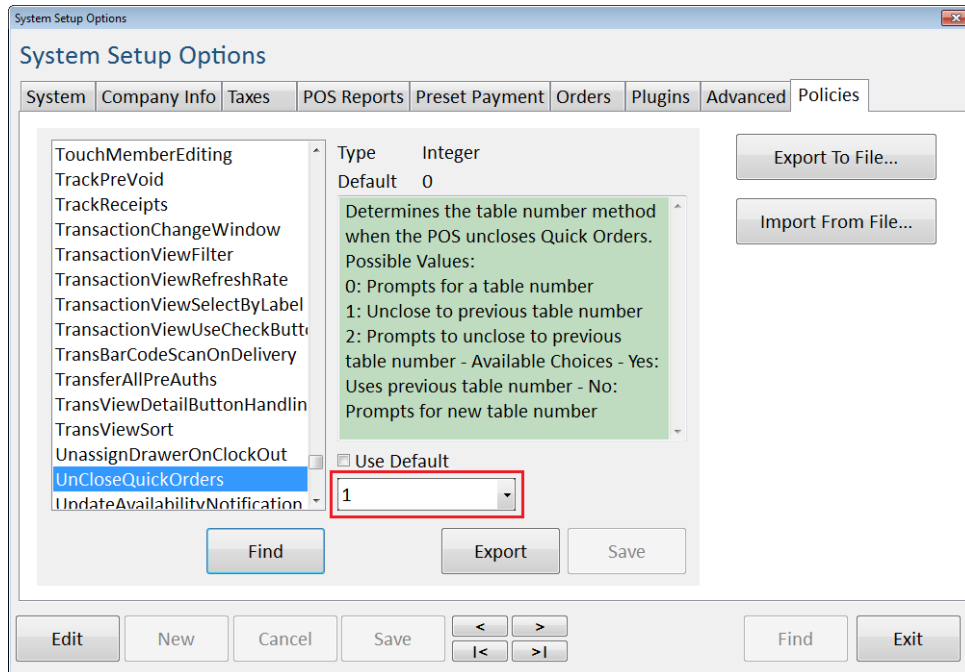 System Setup Options
System Setup Options
System Company Info Taxes POS Reports Preset Payment Orders Plugins Advanced Policies
TouchMemberEditing
TrackPreVoid
TrackReceipts
TransactionChangeWindow
TransactionViewFilter
TransactionViewRefreshRate
TransactionViewSelectByLabel
TransactionViewUseCheckButto
TransBarCodeScanOnDelivery
TransferAllPreAuths
TransViewDetailButtonHandlin
TransViewSort
UnassignDrawerOnClockOut
UnCloseQuickOrders
UpdateAvailabilityNotification
Type Integer
Default 0
Determines the table number method
when the POS uncloses Quick Orders.
Possible Values:
0: Prompts for a table number
1: Unclose to previous table number
2: Prompts to unclose to previous
table number - Available Choices - Yes:
Uses previous table number - No:
Prompts for new table number
Use Default
1
Find Export Save
Export To File...
Import From File...
Edit New Cancel Save < > |< >| Find Exit